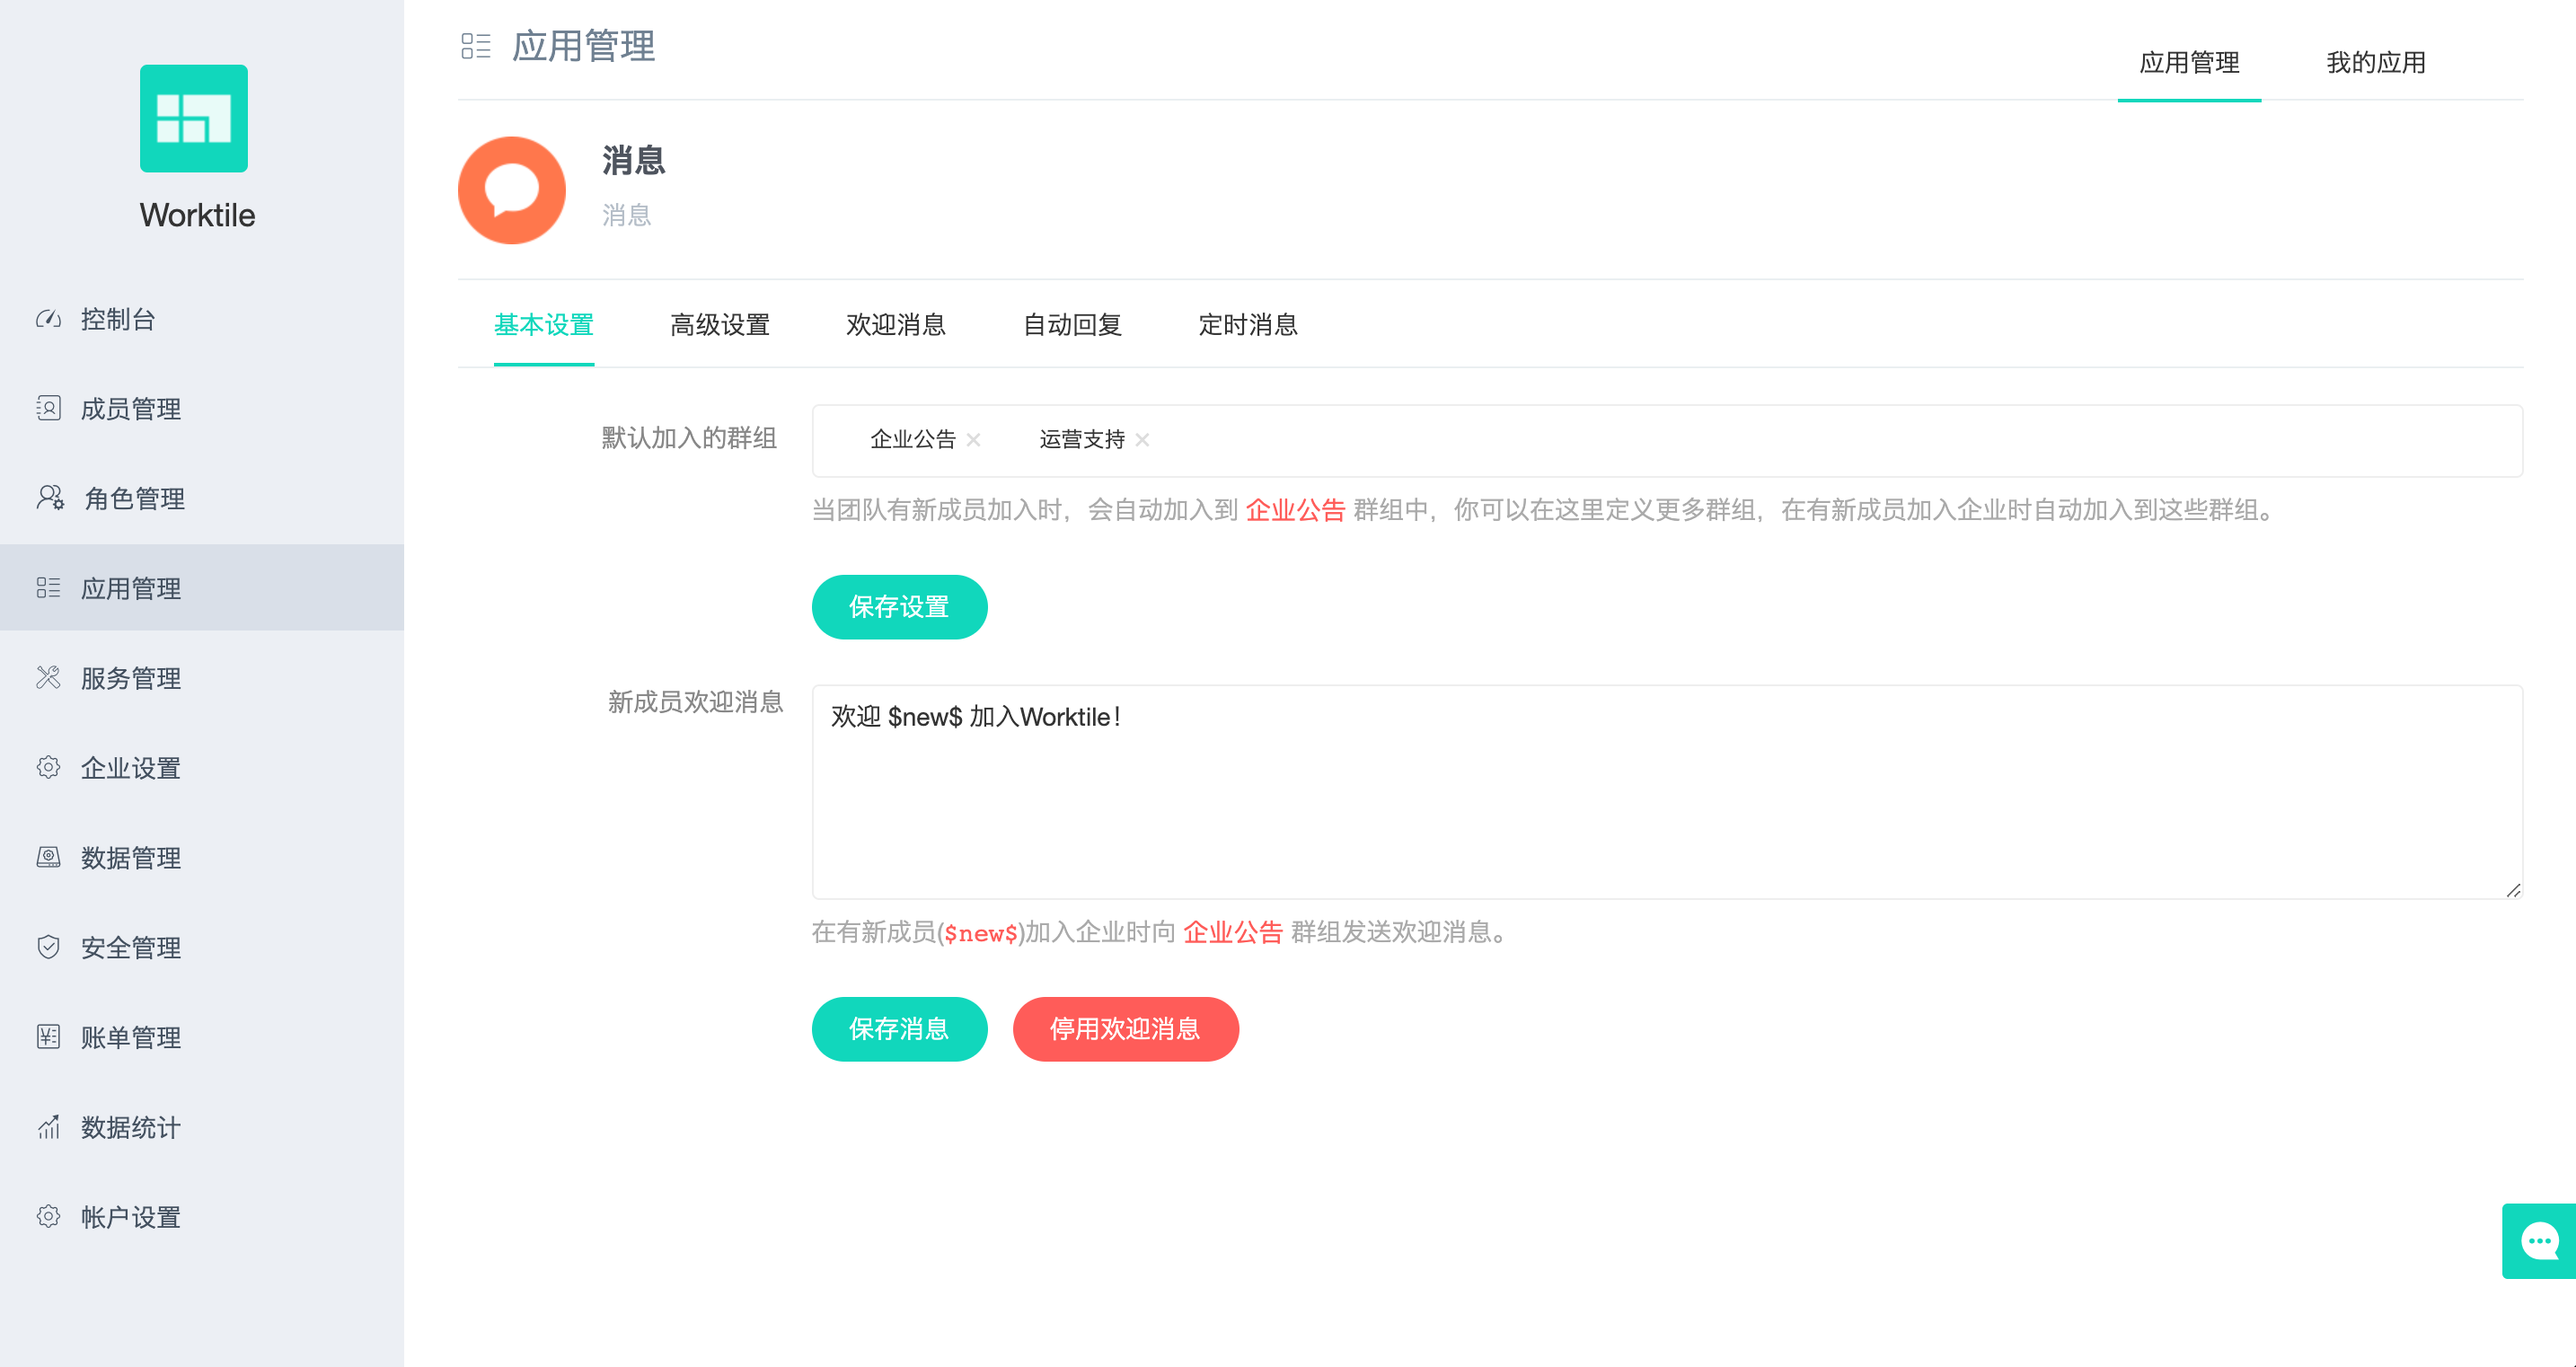 Worktile
控制台
成员管理
角色管理
应用管理
服务管理
企业设置
数据管理
安全管理
账单管理
数据统计
帐户设置
应用管理
应用管理 我的应用
消息
消息
基本设置 高级设置 欢迎消息 自动回复 定时消息
默认加入的群组 企业公告 × 运营支持 ×
当团队有新成员加入时，会自动加入到 企业公告 群组中，你可以在这里定义更多群组，在有新成员加入企业时自动加入到这些群组。
保存设置
新成员欢迎消息 欢迎 $new$ 加入Worktile！
在有新成员($new$)加入企业时向 企业公告 群组发送欢迎消息。
保存消息 停用欢迎消息